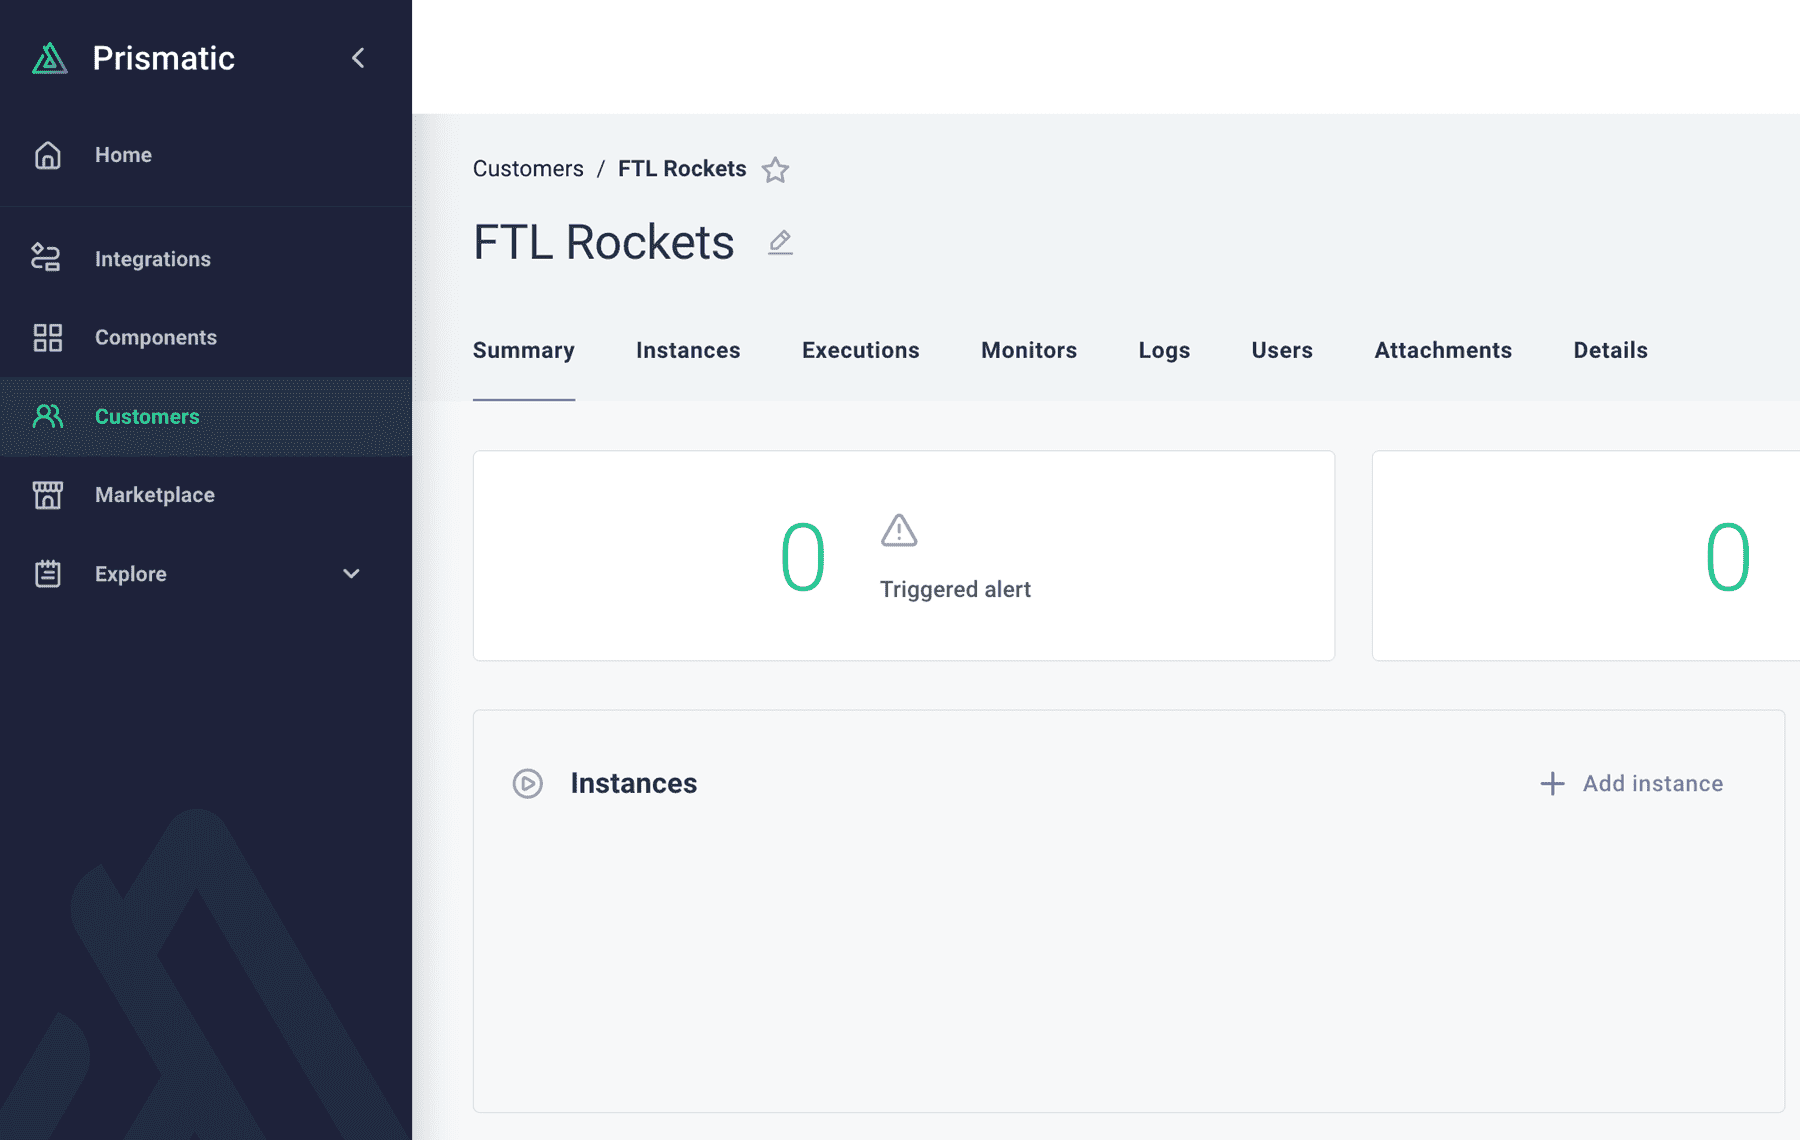 Prismatic
Home
Integrations
Components
Customers
Marketplace
Explore
Customers / FTL Rockets
FTL Rockets
Summary Instances Executions Monitors Logs Users Attachments Details
0 Triggered alert
0
Instances
Add instance